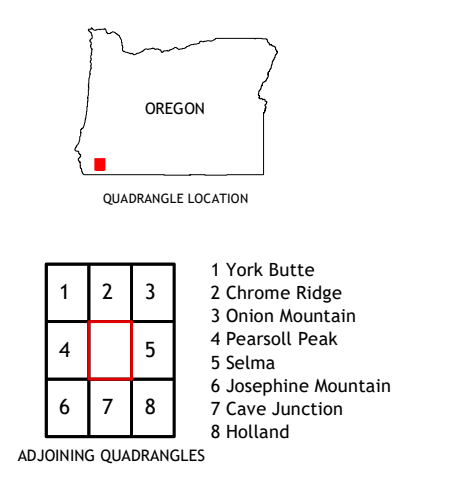 OREGON
QUADRANGLE LOCATION
1 2 3
4 5
6 7 8
ADJOINING QUADRANGLES
1 York Butte
2 Chrome Ridge
3 Onion Mountain
4 Pearsoll Peak
5 Selma
6 Josephine Mountain
7 Cave Junction
8 Holland